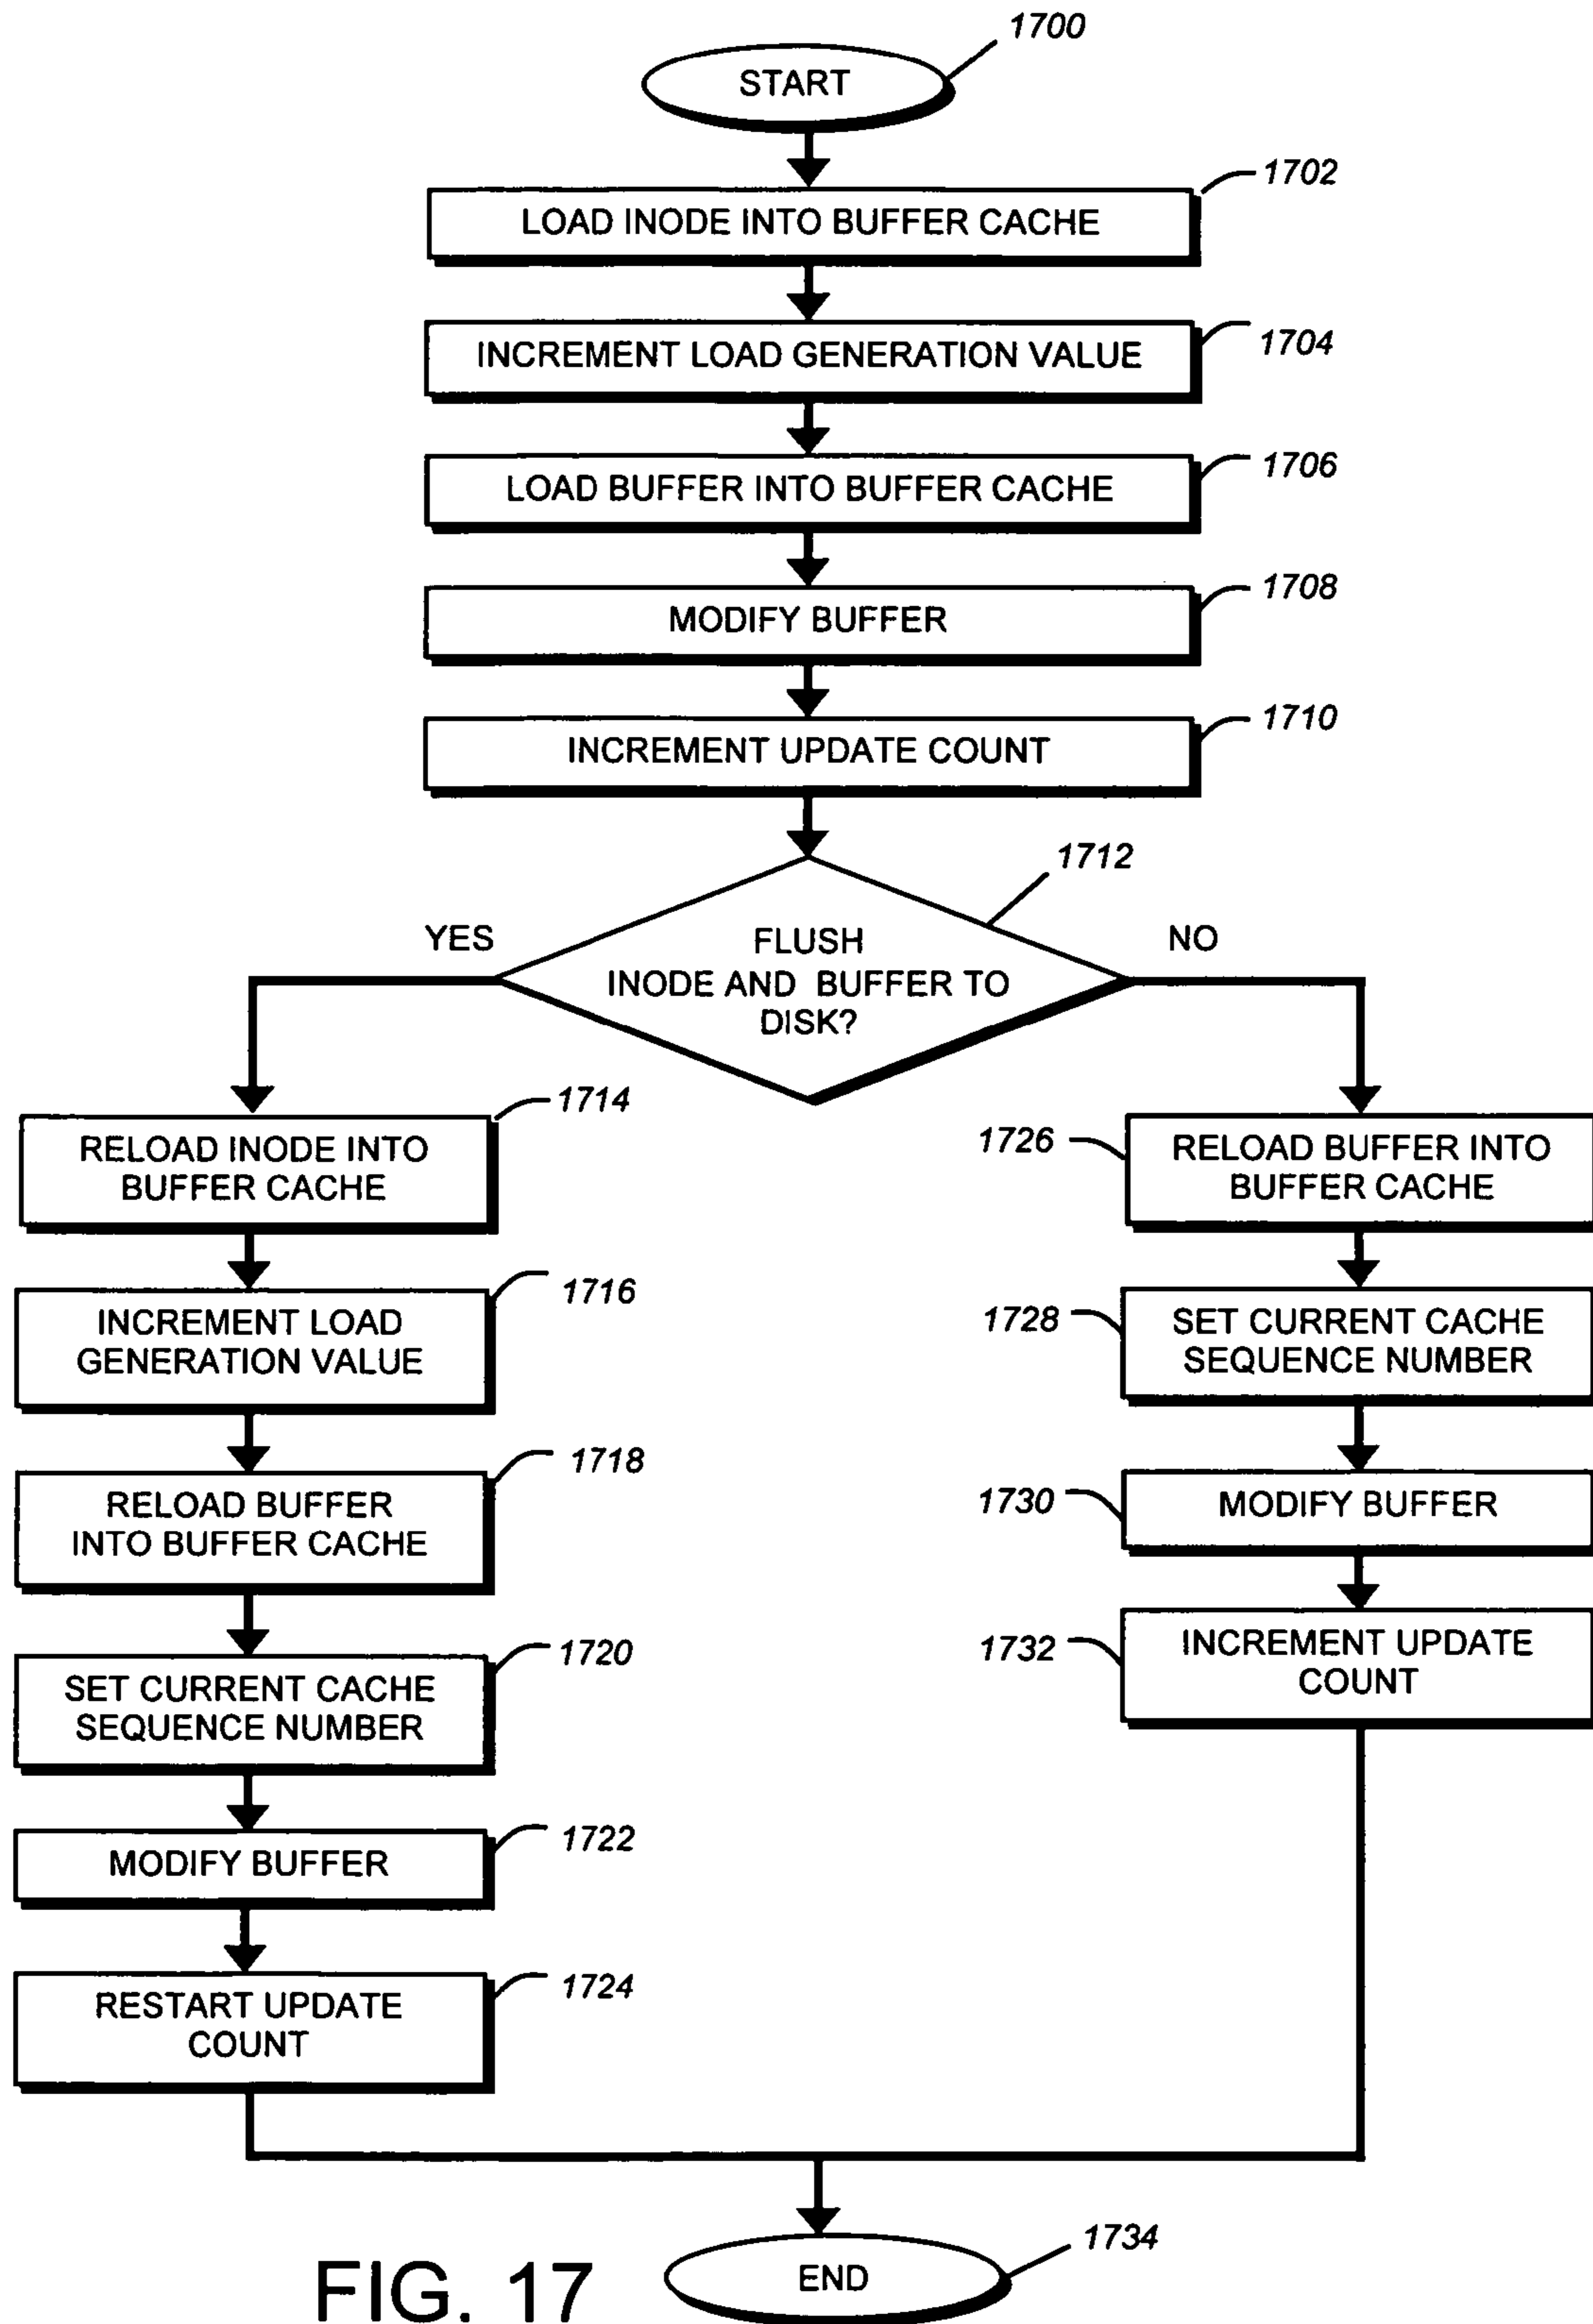 1700
START
1702
LOAD INODE INTO BUFFER CACHE
1704
INCREMENT LOAD GENERATION VALUE
1706
LOAD BUFFER INTO BUFFER CACHE
1708
MODIFY BUFFER
1710
INCREMENT UPDATE COUNT
1712
YES
FLUSH
INODE AND BUFFER TO
DISK?
NO
1714
RELOAD INODE INTO
BUFFER CACHE
1716
INCREMENT LOAD
GENERATION VALUE
1718
RELOAD BUFFER
INTO BUFFER CACHE
1720
SET CURRENT CACHE
SEQUENCE NUMBER
1722
MODIFY BUFFER
1724
RESTART UPDATE
COUNT
1726
RELOAD BUFFER INTO
BUFFER CACHE
1728
SET CURRENT CACHE
SEQUENCE NUMBER
1730
MODIFY BUFFER
1732
INCREMENT UPDATE
COUNT
1734
END
FIG. 17